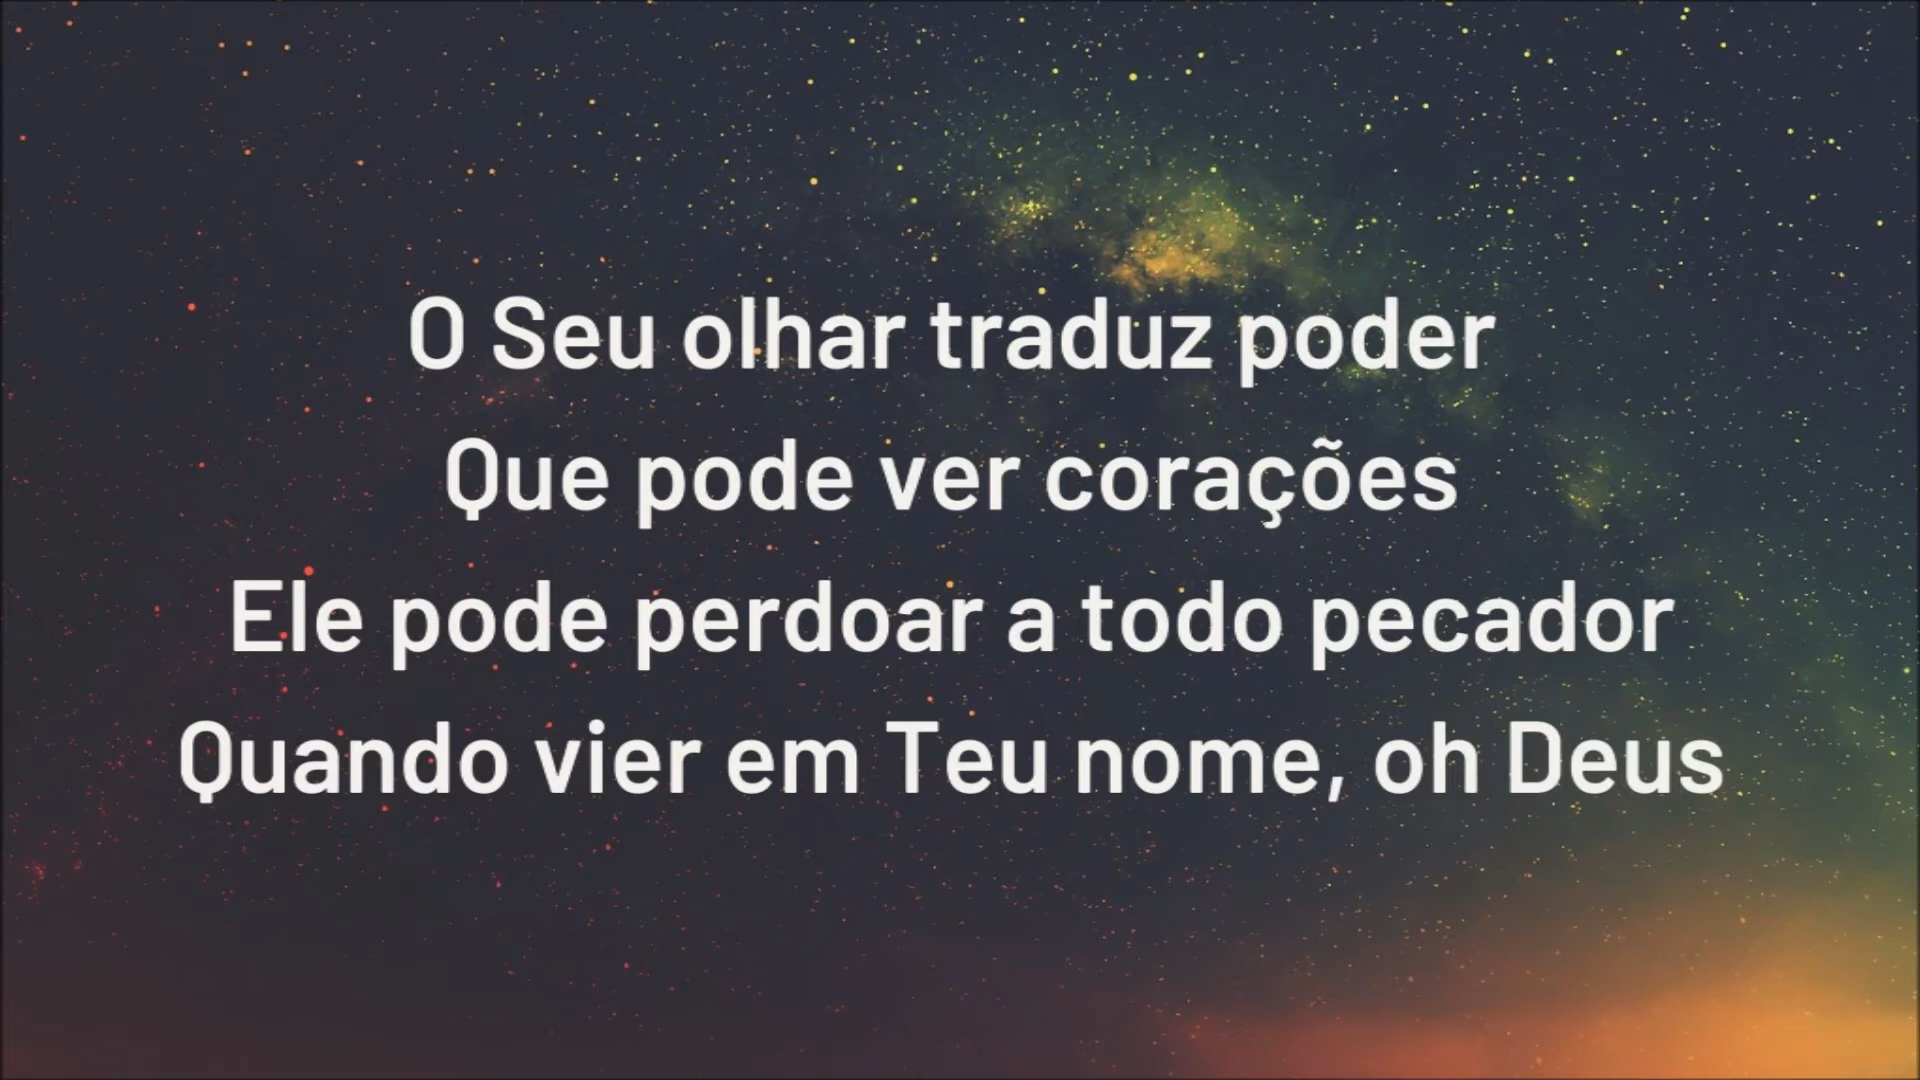 O Seu olhar traduz poder
Que pode ver corações
Ele pode perdoar a todo pecador
Quando vier em Teu nome, oh Deus